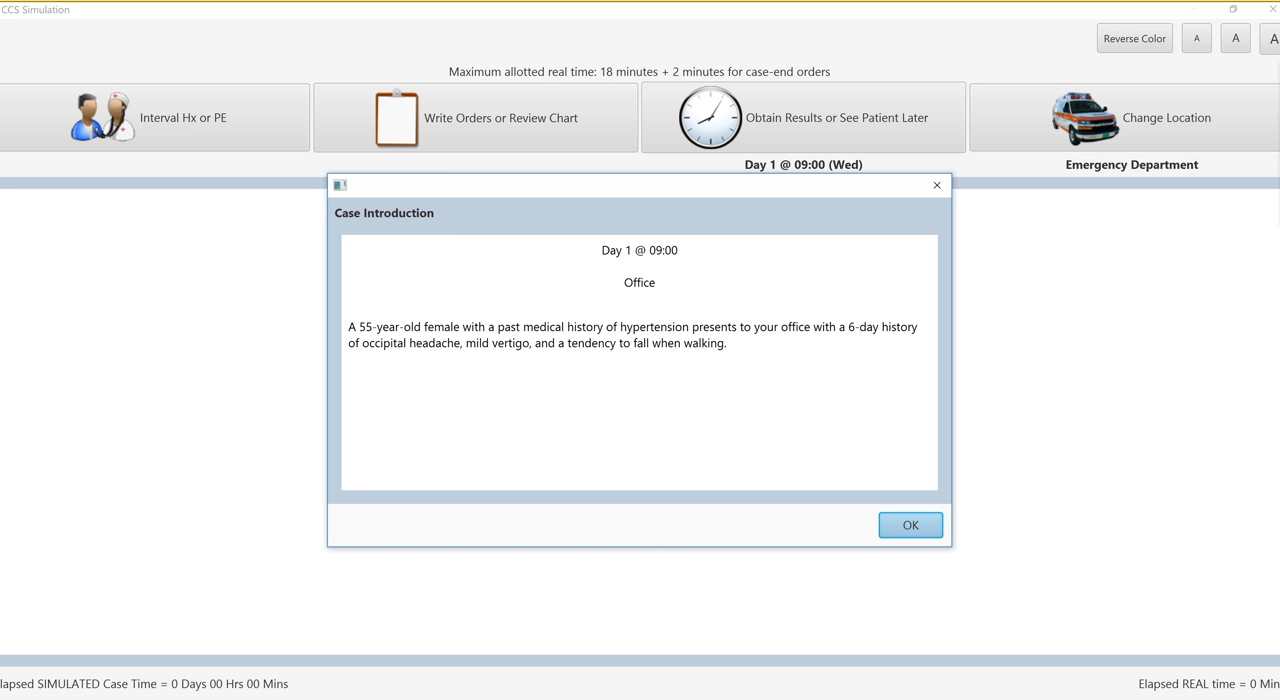 CCS Simulation
Reverse Color
A
A
A
Maximum allotted real time: 18 minutes + 2 minutes for case-end orders
Interval Hx or PE
Write Orders or Review Chart
Obtain Results or See Patient Later
Change Location
Day 1 @ 09:00 (Wed)
Emergency Department
Case Introduction
Day 1 @ 09:00
Office
A 55-year-old female with a past medical history of hypertension presents to your office with a 6-day history
of occipital headache, mild vertigo, and a tendency to fall when walking.
OK
lapsed SIMULATED Case Time = 0 Days 00 Hrs 00 Mins
Elapsed REAL time = 0 Min